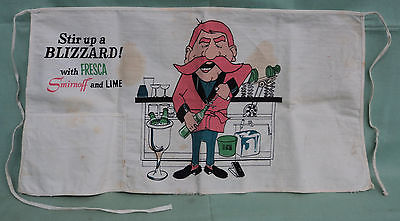 Stir up a
BLIZZARD!
with FRESCA
Smirnoff and LIME